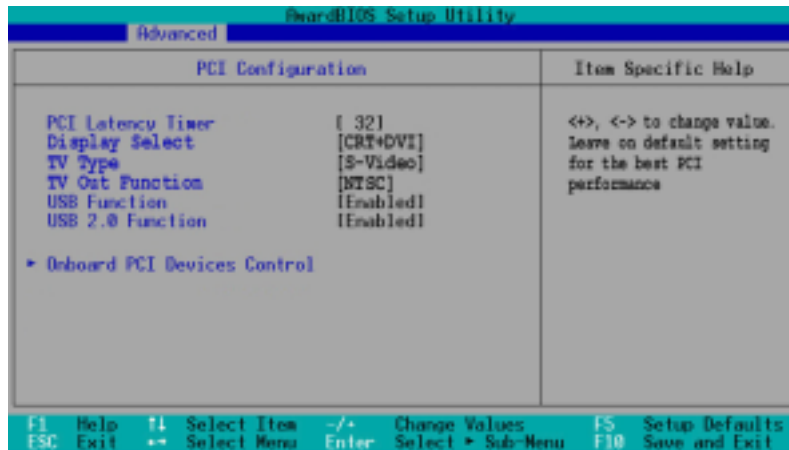 AwardBIOS Setup Utility
Advanced
PCI Configuration
Item Specific Help
PCI Latency Timer [ 32]
Display Select [CRT+DVI]
TV Type [S-Video]
TV Out Function [NTSC]
USB Function [Enabled]
USB 2.0 Function [Enabled]
► Onboard PCI Devices Control
<+>, <-> to change value.
Leave on default setting
for the best PCI
performance
F1 Help ↑↓ Select Item -/+ Change Values F5 Setup Defaults
ESC Exit ←→ Select Menu Enter Select ► Sub-Menu F10 Save and Exit